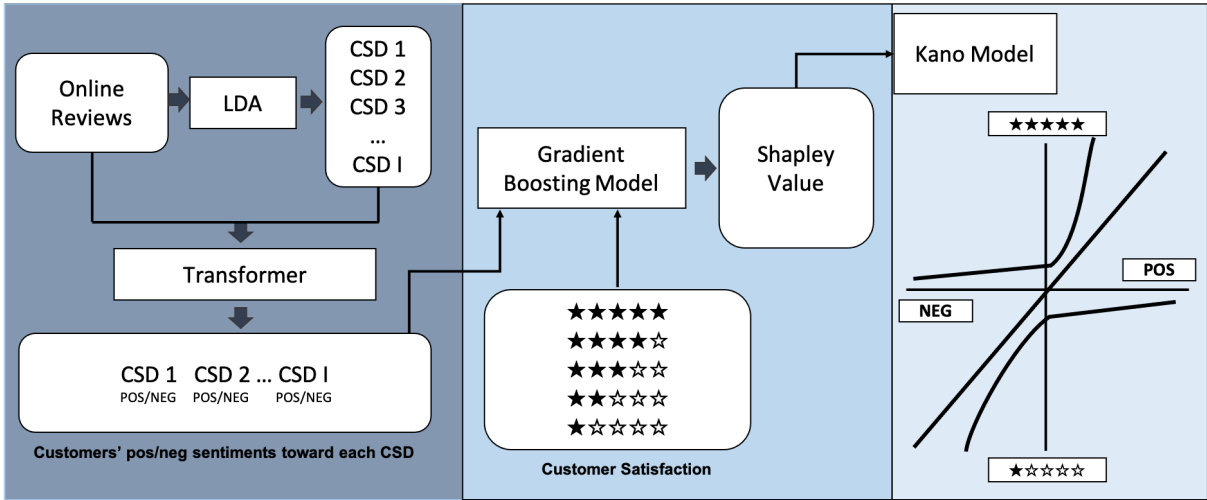 Online
Reviews
LDA
CSD 1
CSD 2
CSD 3
...
CSD I
Transformer
CSD 1 CSD 2 ... CSD I
POS/NEG POS/NEG POS/NEG
Customers' pos/neg sentiments toward each CSD
Gradient
Boosting Model
Shapley
Value
★★★★★
★★★★☆
★★★☆☆
★★☆☆☆
★☆☆☆☆
Customer Satisfaction
Kano Model
★★★★★
POS
NEG
★☆☆☆☆